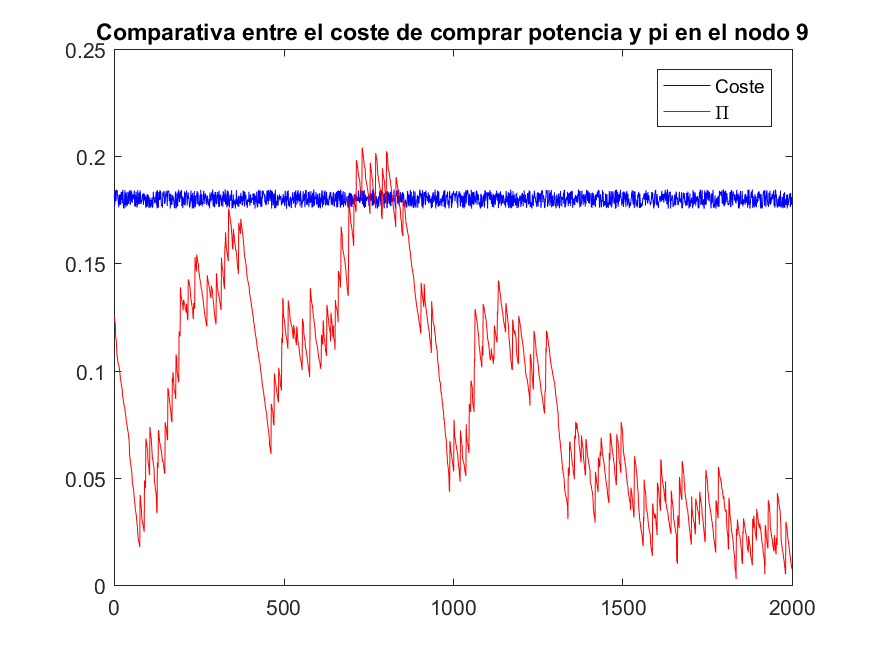 Comparativa entre el coste de comprar potencia y pi en el nodo 9
0.25
0.2
0.15
0.1
0.05
0
0 500 1000 1500 2000
Coste
Π